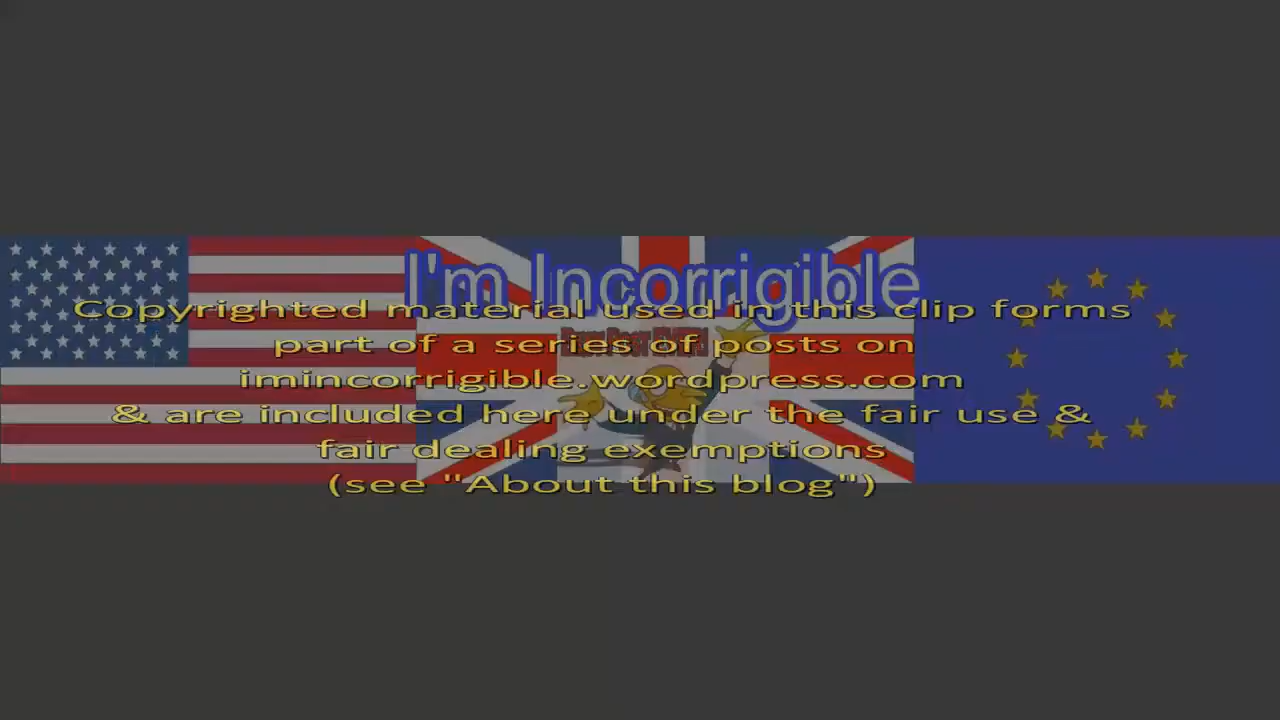 I'm Incorrigible
Copyrighted material used in this clip forms
part of a series of posts on
imincorrigible.wordpress.com
& are included here under the fair use &
fair dealing exemptions
(see "About this blog")